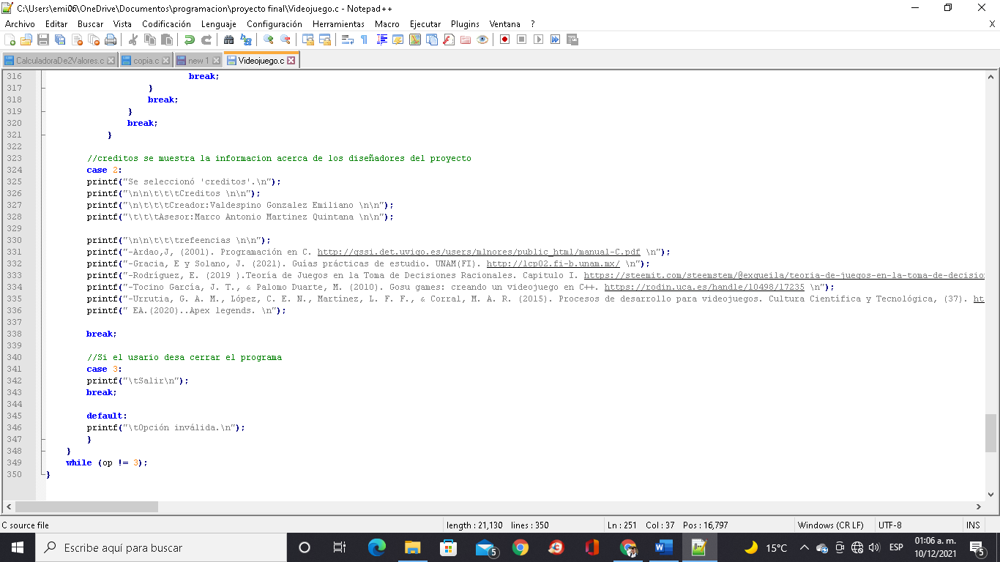 C:\Users\emi06\OneDrive\Documentos\programacion\proyecto final\Videojuego.c - Notepad++
Archivo Editar Buscar Vista Codificación Lenguaje Configuración Herramientas Macro Ejecutar Plugins Ventana ? X
CalculadoraDe2Valores.c copia.c new 1 Videojuego.c
316 break;
317 }
318 break;
319 }
320 break;
321 }
322
323 //creditos se muestra la informacion acerca de los diseñadores del proyecto
324 case 2:
325 printf("Se seleccionó 'creditos'.\n");
326 printf("\n\n\t\t\tCreditos \n\n");
327 printf("\n\t\t\tCreador:Valdespino Gonzalez Emiliano \n\n");
328 printf("\t\t\tAsesor:Marco Antonio Martinez Quintana \n\n");
329
330 printf("\n\n\t\t\trefeencias \n\n");
331 printf("-Ardao,J, (2001). Programación en C. http://gssi.det.uvigo.es/users/mlnores/public_html/manual-C.pdf \n");
332 printf("-Gracia, E y Solano, J. (2021). Guías prácticas de estudio. UNAM(FI). http://lcp02.fi-b.unam.mx/ \n");
333 printf("-Rodríguez, E. (2019 ).Teoría de Juegos en la Toma de Decisiones Racionales. Capitulo I. https://steemit.com/steemstem/@exqueila/teoria-de-juegos-en-la-toma-de-decisio
334 printf("-Tocino García, J. T., & Palomo Duarte, M. (2010). Gosu games: creando un videojuego en C++. https://rodin.uca.es/handle/10498/17235 \n");
335 printf("-Urrutia, G. A. M., López, C. E. N., Martínez, L. F. F., & Corral, M. A. R. (2015). Procesos de desarrollo para videojuegos. Cultura Científica y Tecnológica, (37). ht
336 printf(" EA.(2020)..Apex legends. \n");
337
338 break;
339
340 //Si el usario desa cerrar el programa
341 case 3:
342 printf("\tSalir\n");
343 break;
344
345 default:
346 printf("\tOpción inválida.\n");
347 }
348 }
349 while (op != 3);
350 }
C source file length : 21,130 lines : 350 Ln : 251 Col : 37 Pos : 16,797 Windows (CR LF) UTF-8 INS
Escribe aquí para buscar 5 15°C ESP 01:06 a. m.
10/12/2021 5